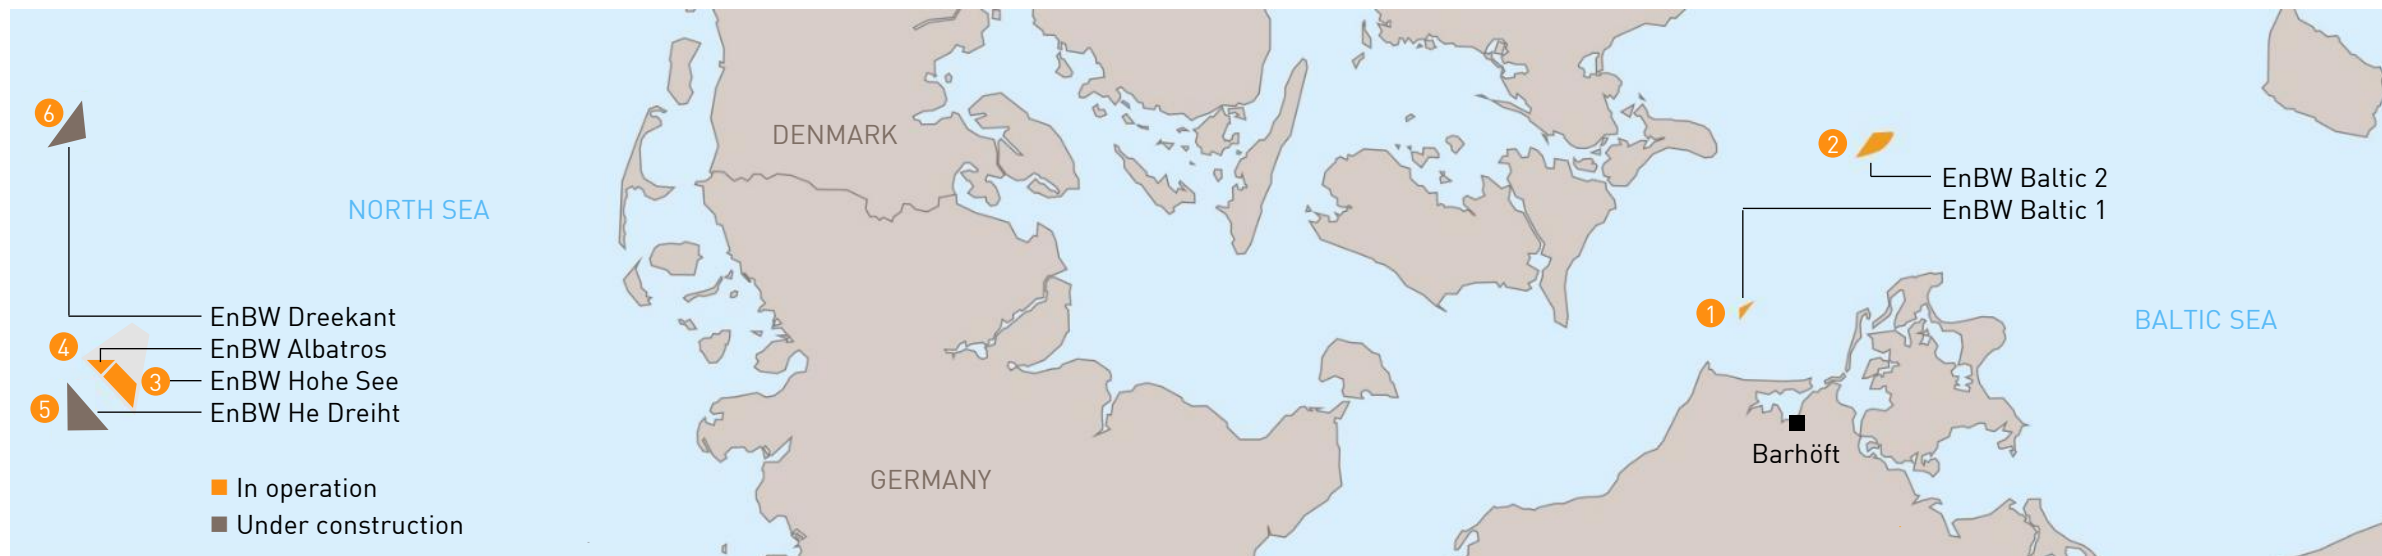 6
DENMARK
2
EnBW Baltic 2
NORTH SEA
EnBW Baltic 1
1
EnBW Dreekant
BALTIC SEA
4
EnBW Albatros
3
EnBW Hohe See
5
EnBW He Dreiht
Barhöft
GERMANY
In operation
Under construction